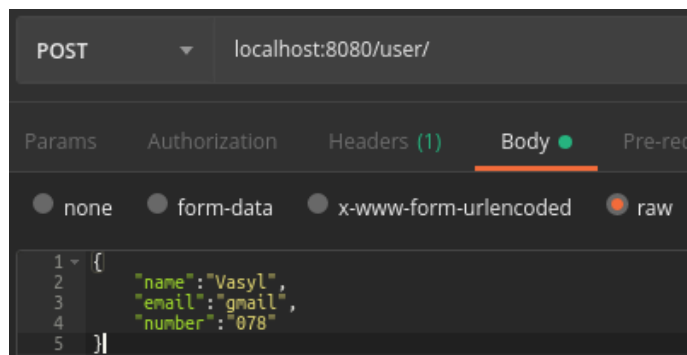 POST localhost:8080/user/
Params Authorization Headers (1) Body Pre-req
none form-data x-www-form-urlencoded raw
1 {
2 "name":"Vasyl",
3 "email":"gmail",
4 "number":"078"
5 }